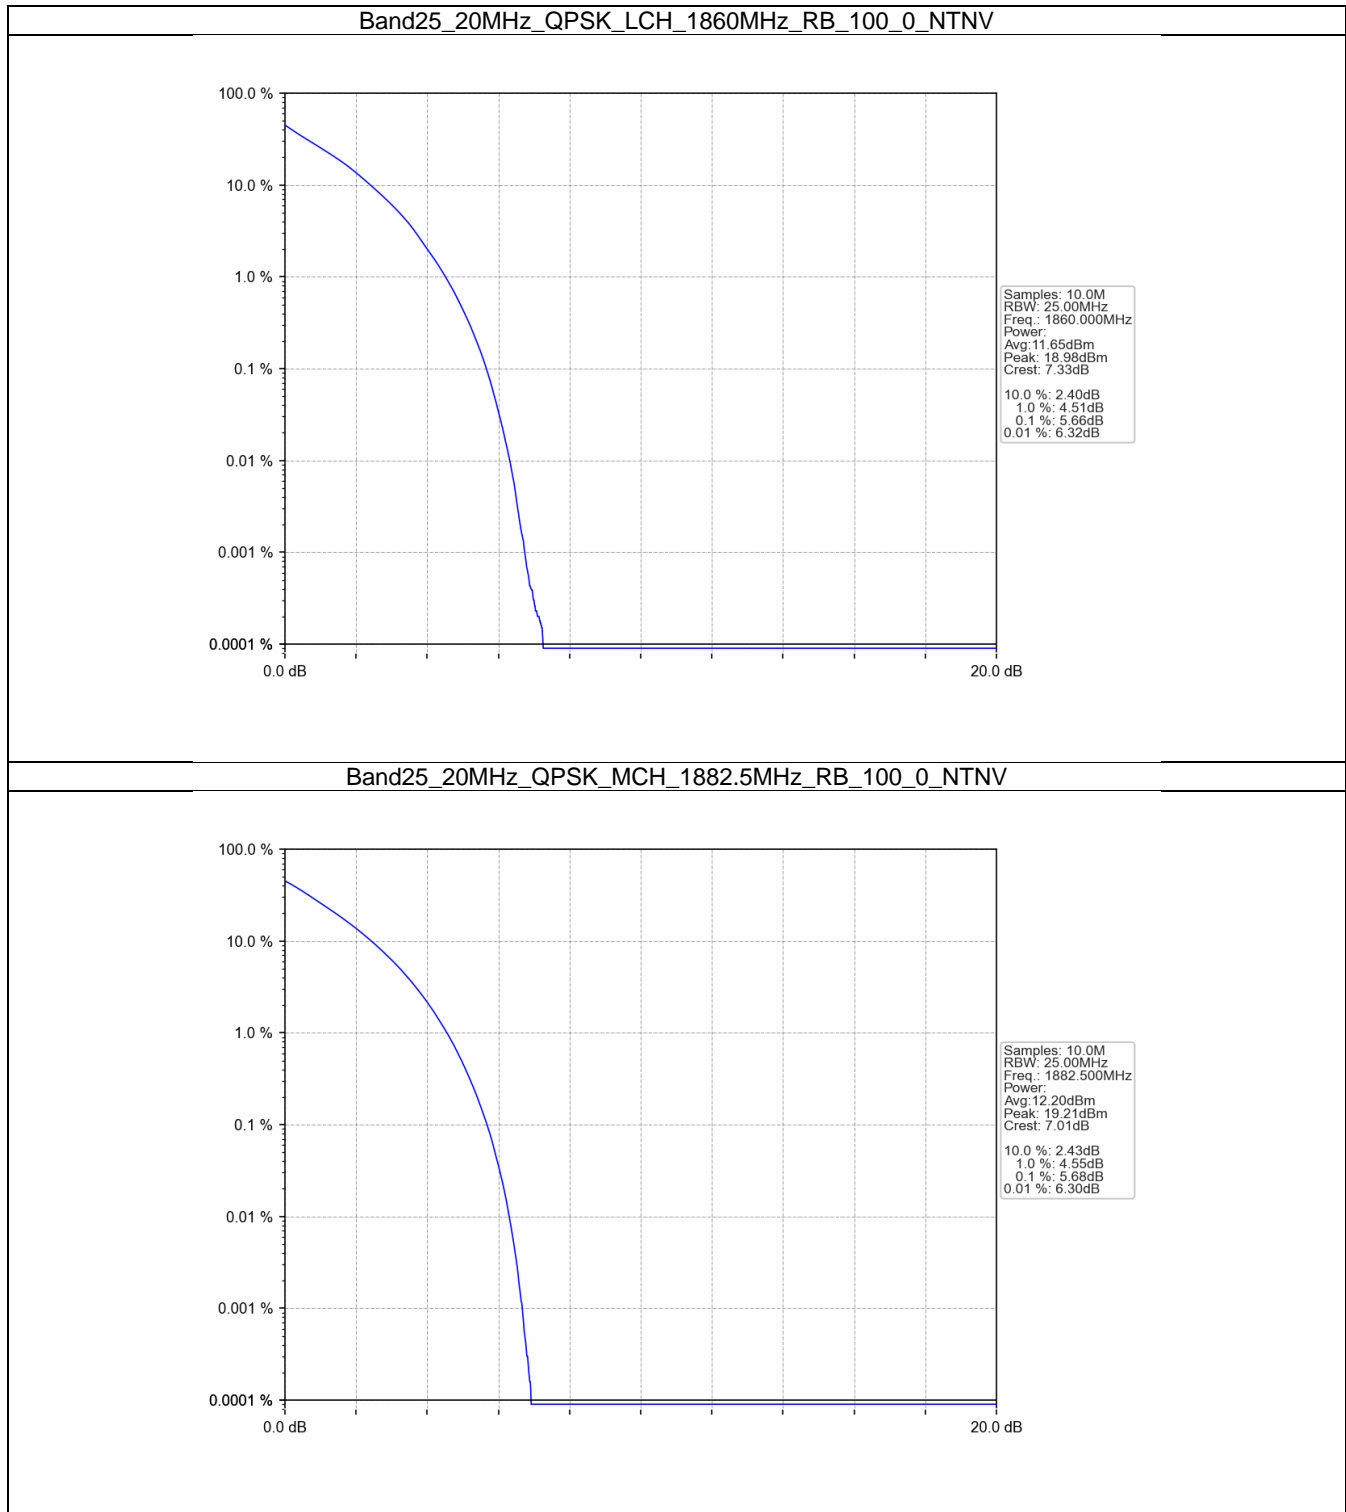 Band25_20MHz_QPSK_LCH_1860MHz_RB_100_0_NTNV
100.0 %
10.0 %
1.0 %
0.1 %
0.01 %
0.001 %
0.0001 %
0.0 dB
20.0 dB
Samples: 10.0M
RBW: 25.00MHz
Freq.: 1860.000MHz
Power:
Avg:11.65dBm
Peak: 18.98dBm
Crest: 7.33dB
10.0 %: 2.40dB
1.0 %: 4.51dB
0.1 %: 5.66dB
0.01 %: 6.32dB
Band25_20MHz_QPSK_MCH_1882.5MHz_RB_100_0_NTNV
100.0 %
10.0 %
1.0 %
0.1 %
0.01 %
0.001 %
0.0001 %
0.0 dB
20.0 dB
Samples: 10.0M
RBW: 25.00MHz
Freq.: 1882.500MHz
Power:
Avg:12.20dBm
Peak: 19.21dBm
Crest: 7.01dB
10.0 %: 2.43dB
1.0 %: 4.55dB
0.1 %: 5.68dB
0.01 %: 6.30dB